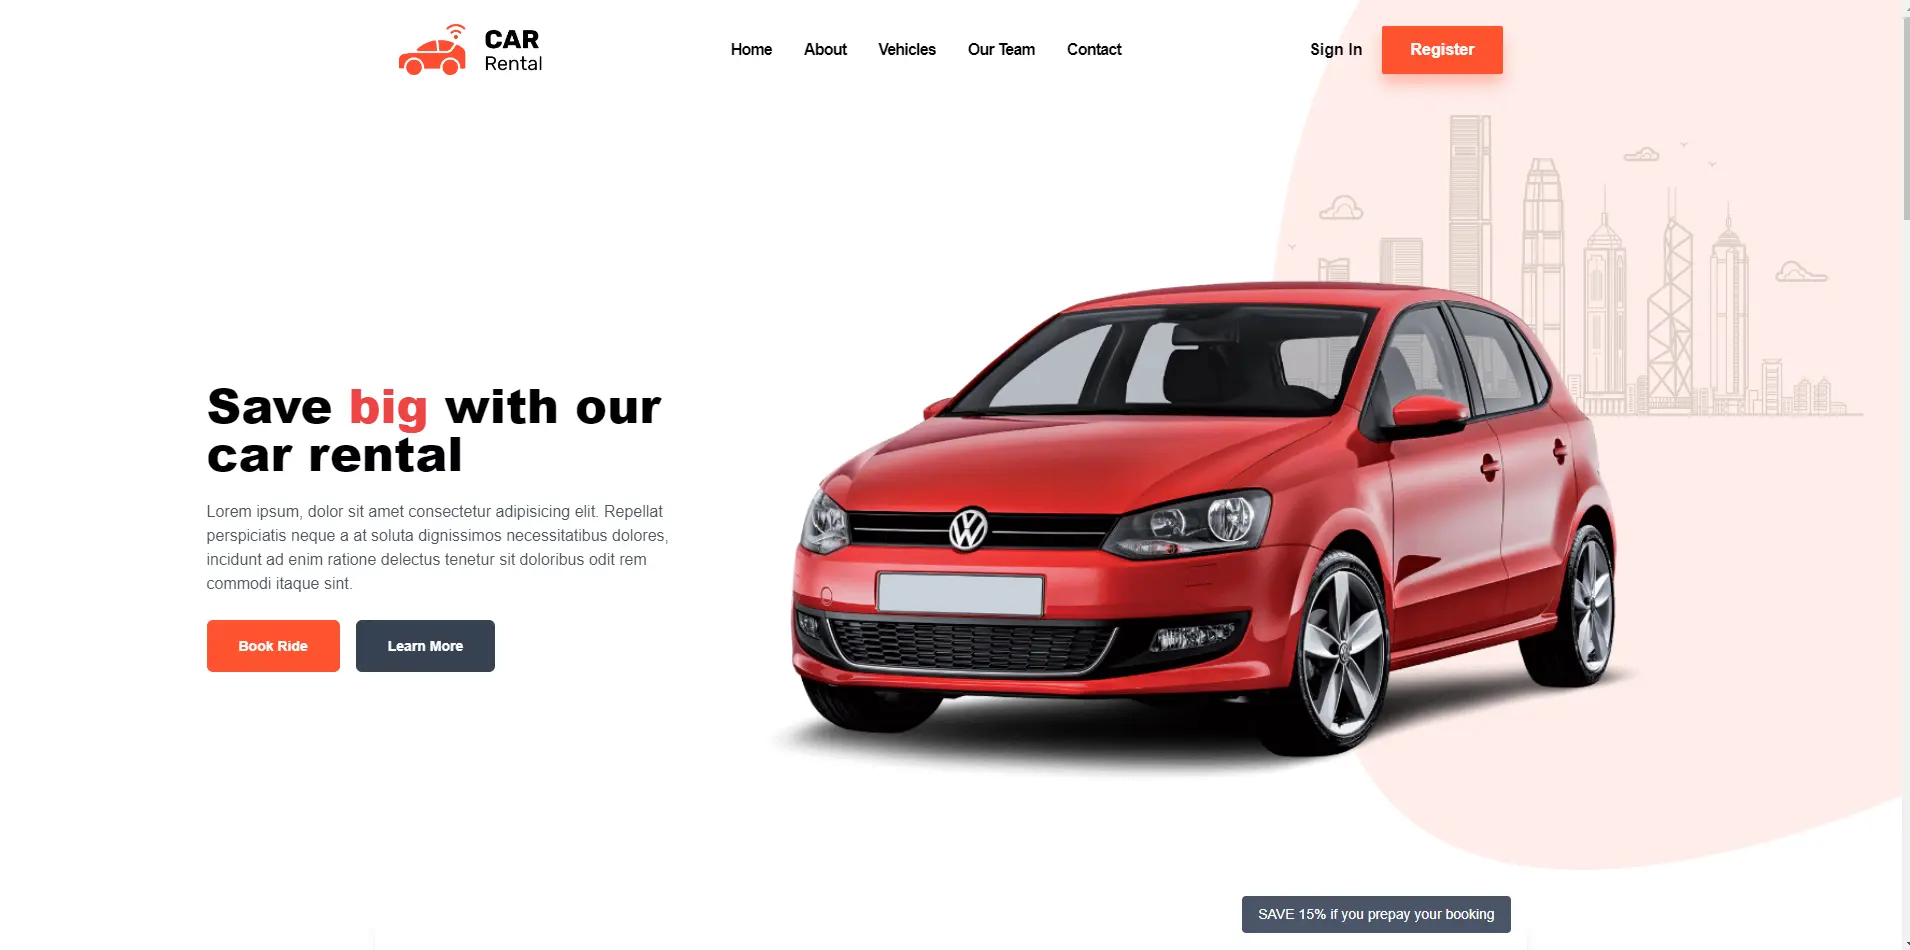 CAR
Rental
Home
About
Vehicles
Our Team
Contact
Sign In
Register
Save big with our
car rental
Lorem ipsum, dolor sit amet consectetur adipisicing elit. Repellat
perspiciatis neque a at soluta dignissimos necessitatibus dolores,
incidunt ad enim ratione delectus tenetur sit doloribus odit rem
commodi itaque sint.
Book Ride
Learn More
SAVE 15% if you prepay your booking